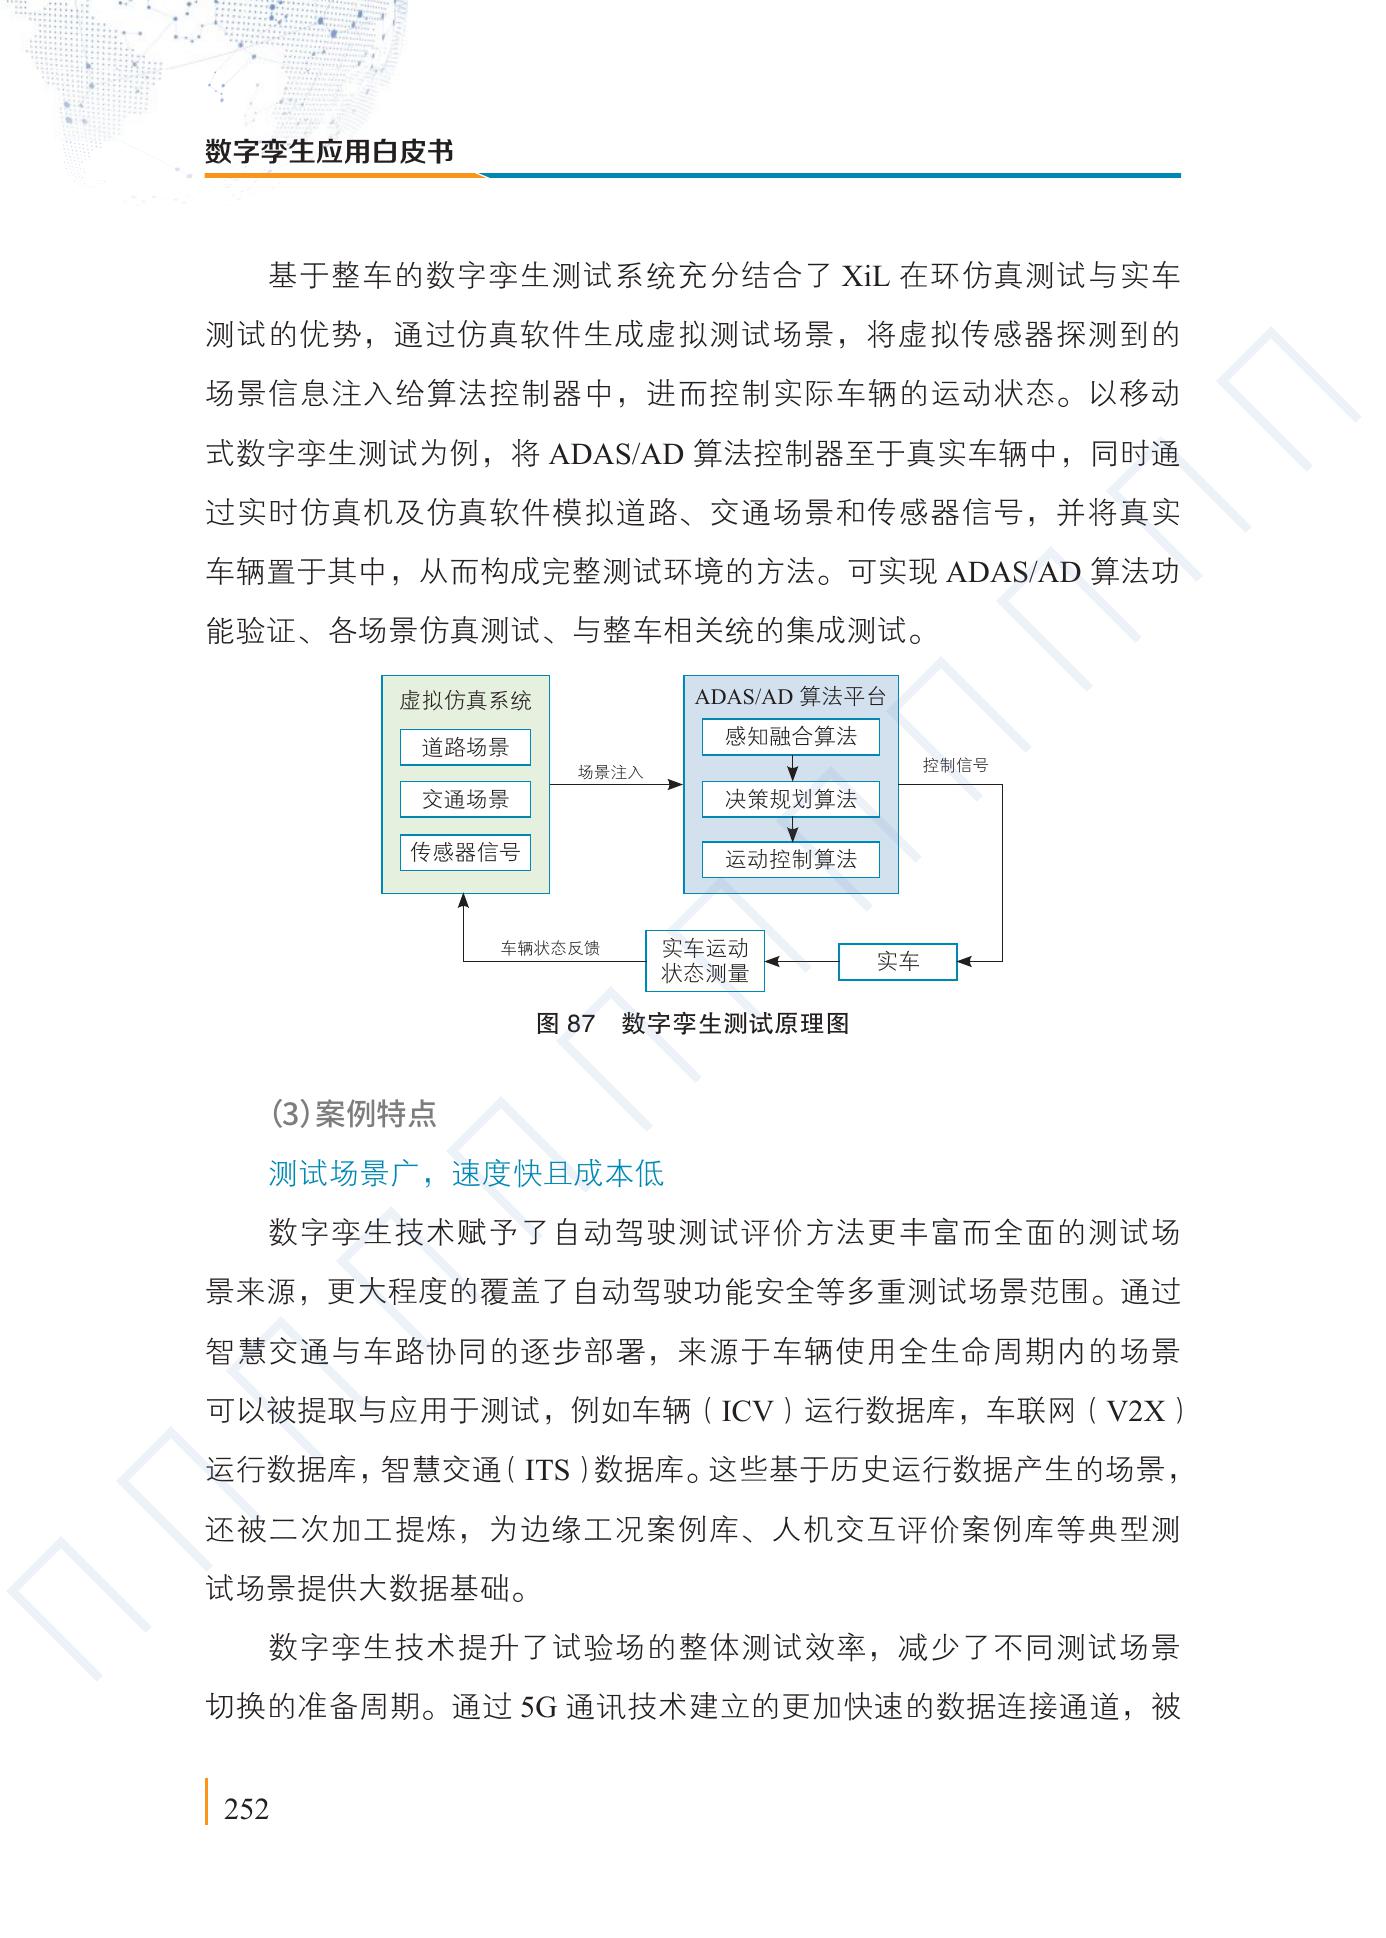 数字孪生应用白皮书
基于整车的数字孪生测试系统充分结合了 XiL 在环仿真测试与实车
测试的优势，通过仿真软件生成虚拟测试场景，将虚拟传感器探测到的
场景信息注入给算法控制器中，进而控制实际车辆的运动状态。以移动
式数字孪生测试为例，将 ADAS/AD 算法控制器至于真实车辆中，同时通
过实时仿真机及仿真软件模拟道路、交通场景和传感器信号，并将真实
车辆置于其中，从而构成完整测试环境的方法。可实现 ADAS/AD 算法功
能验证、各场景仿真测试、与整车相关统的集成测试。
虚拟仿真系统
道路场景
交通场景
传感器信号
场景注入
ADAS/AD 算法平台
感知融合算法
决策规划算法
运动控制算法
控制信号
实车
实车运动
状态测量
车辆状态反馈
图 87　数字孪生测试原理图
（3）案例特点
测试场景广，速度快且成本低
数字孪生技术赋予了自动驾驶测试评价方法更丰富而全面的测试场
景来源，更大程度的覆盖了自动驾驶功能安全等多重测试场景范围。通过
智慧交通与车路协同的逐步部署，来源于车辆使用全生命周期内的场景
可以被提取与应用于测试，例如车辆（ICV）运行数据库，车联网（V2X）
运行数据库，智慧交通（ITS）数据库。这些基于历史运行数据产生的场景，
还被二次加工提炼，为边缘工况案例库、人机交互评价案例库等典型测
试场景提供大数据基础。
数字孪生技术提升了试验场的整体测试效率，减少了不同测试场景
切换的准备周期。通过 5G 通讯技术建立的更加快速的数据连接通道，被
252